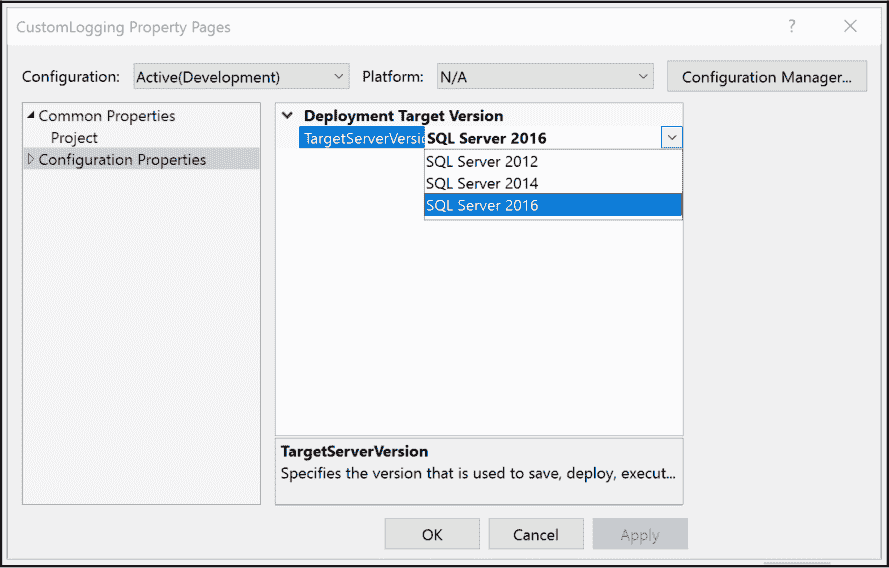 CustomLogging Property Pages
Configuration: Active(Development) Platform: N/A Configuration Manager...
Common Properties
Project
Configuration Properties
Deployment Target Version
TargetServerVersio SQL Server 2016
SQL Server 2012
SQL Server 2014
SQL Server 2016
TargetServerVersion
Specifies the version that is used to save, deploy, execut...
OK Cancel Apply